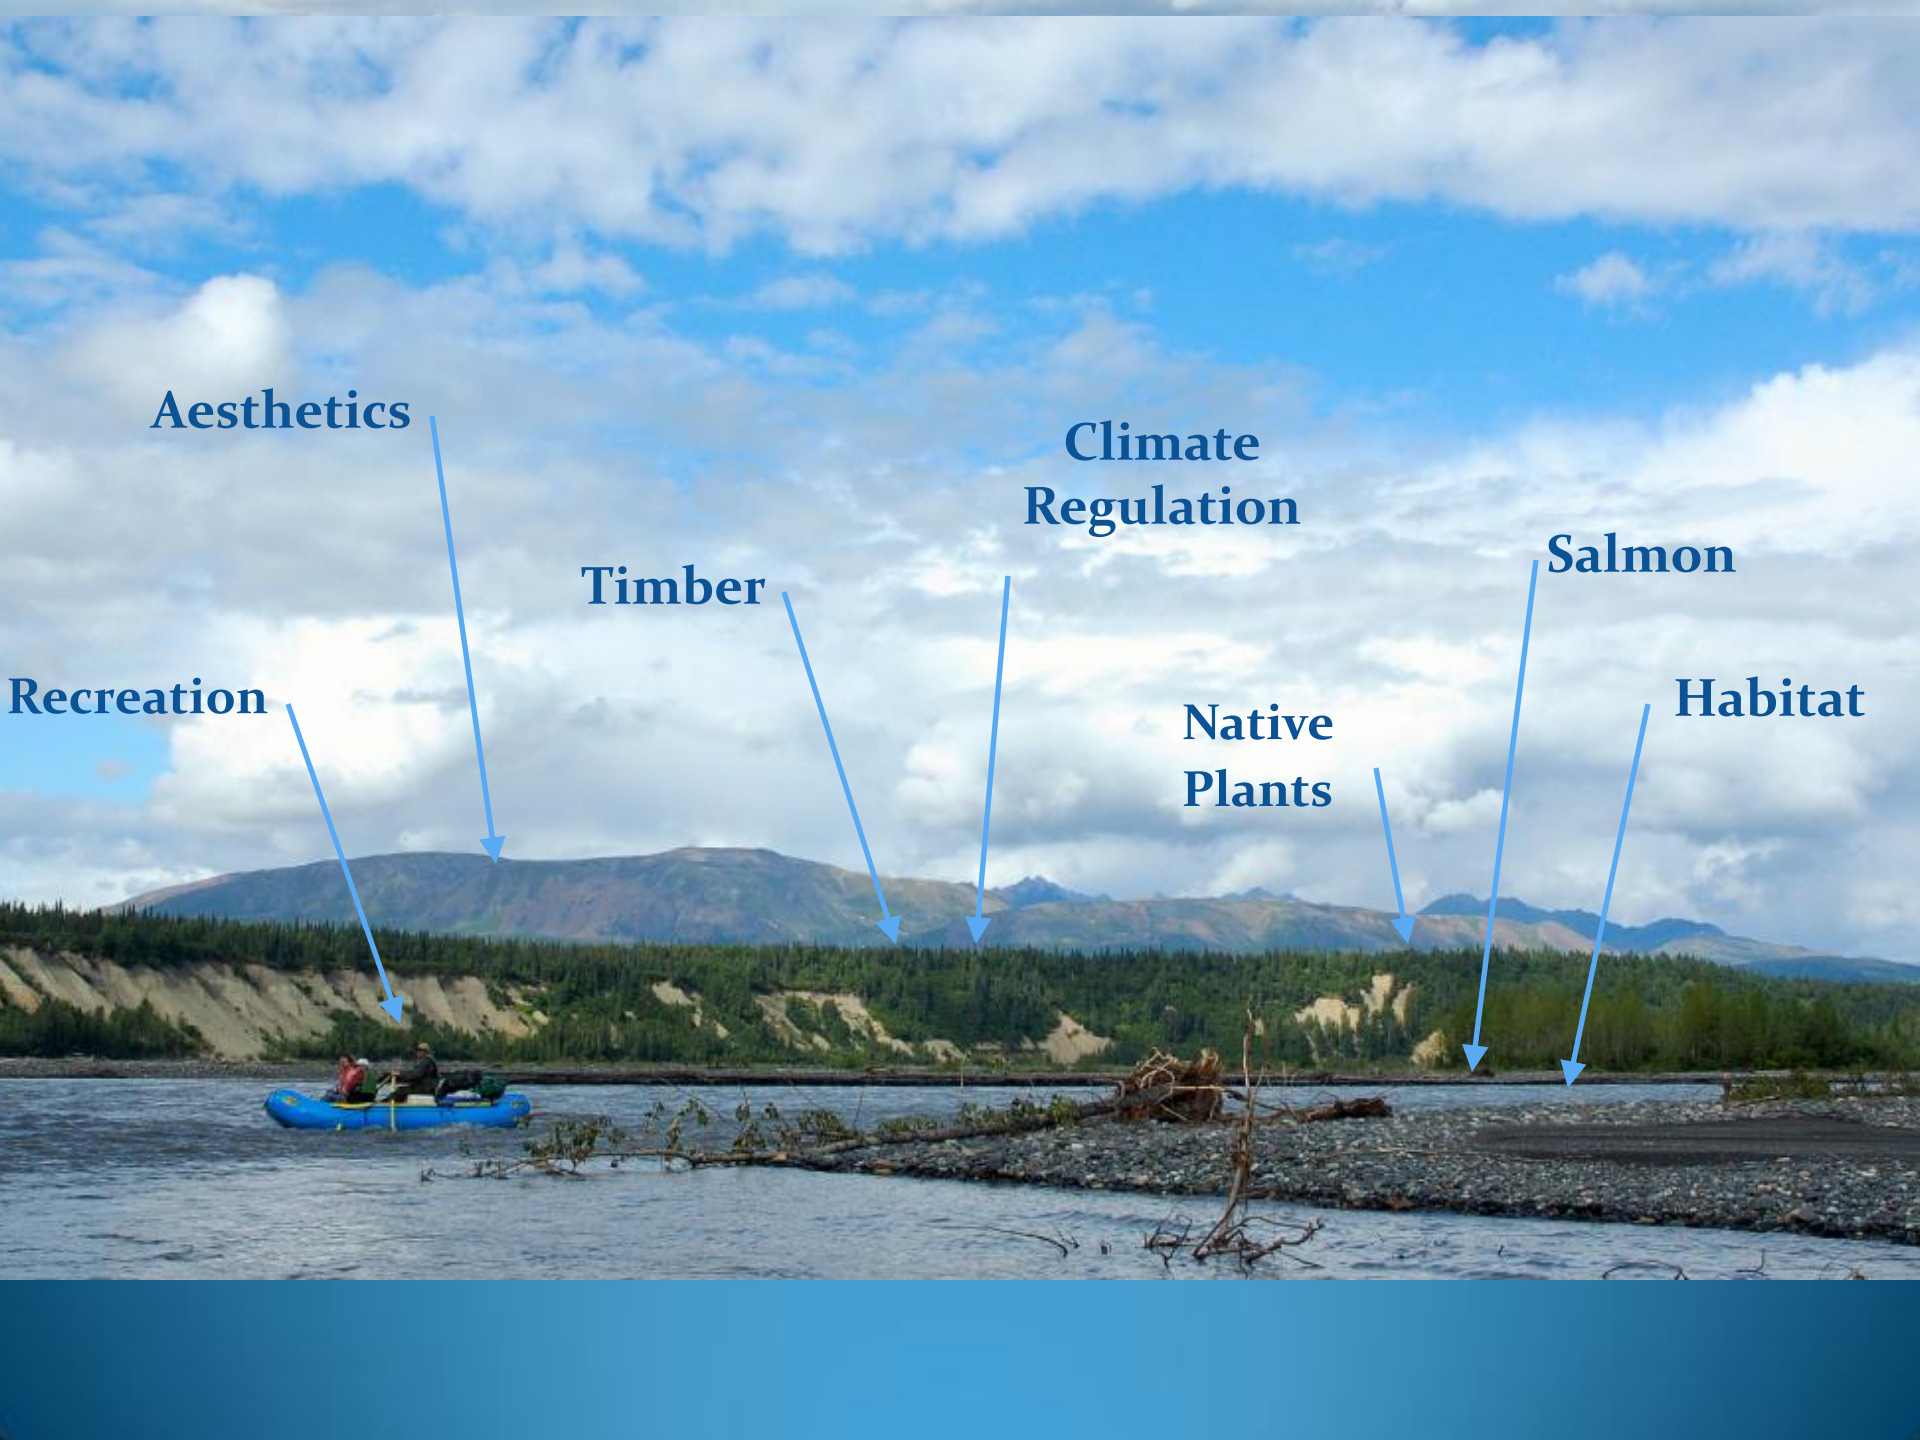 Aesthetics
Climate
Regulation
Salmon
Timber
Recreation
Habitat
Native
Plants